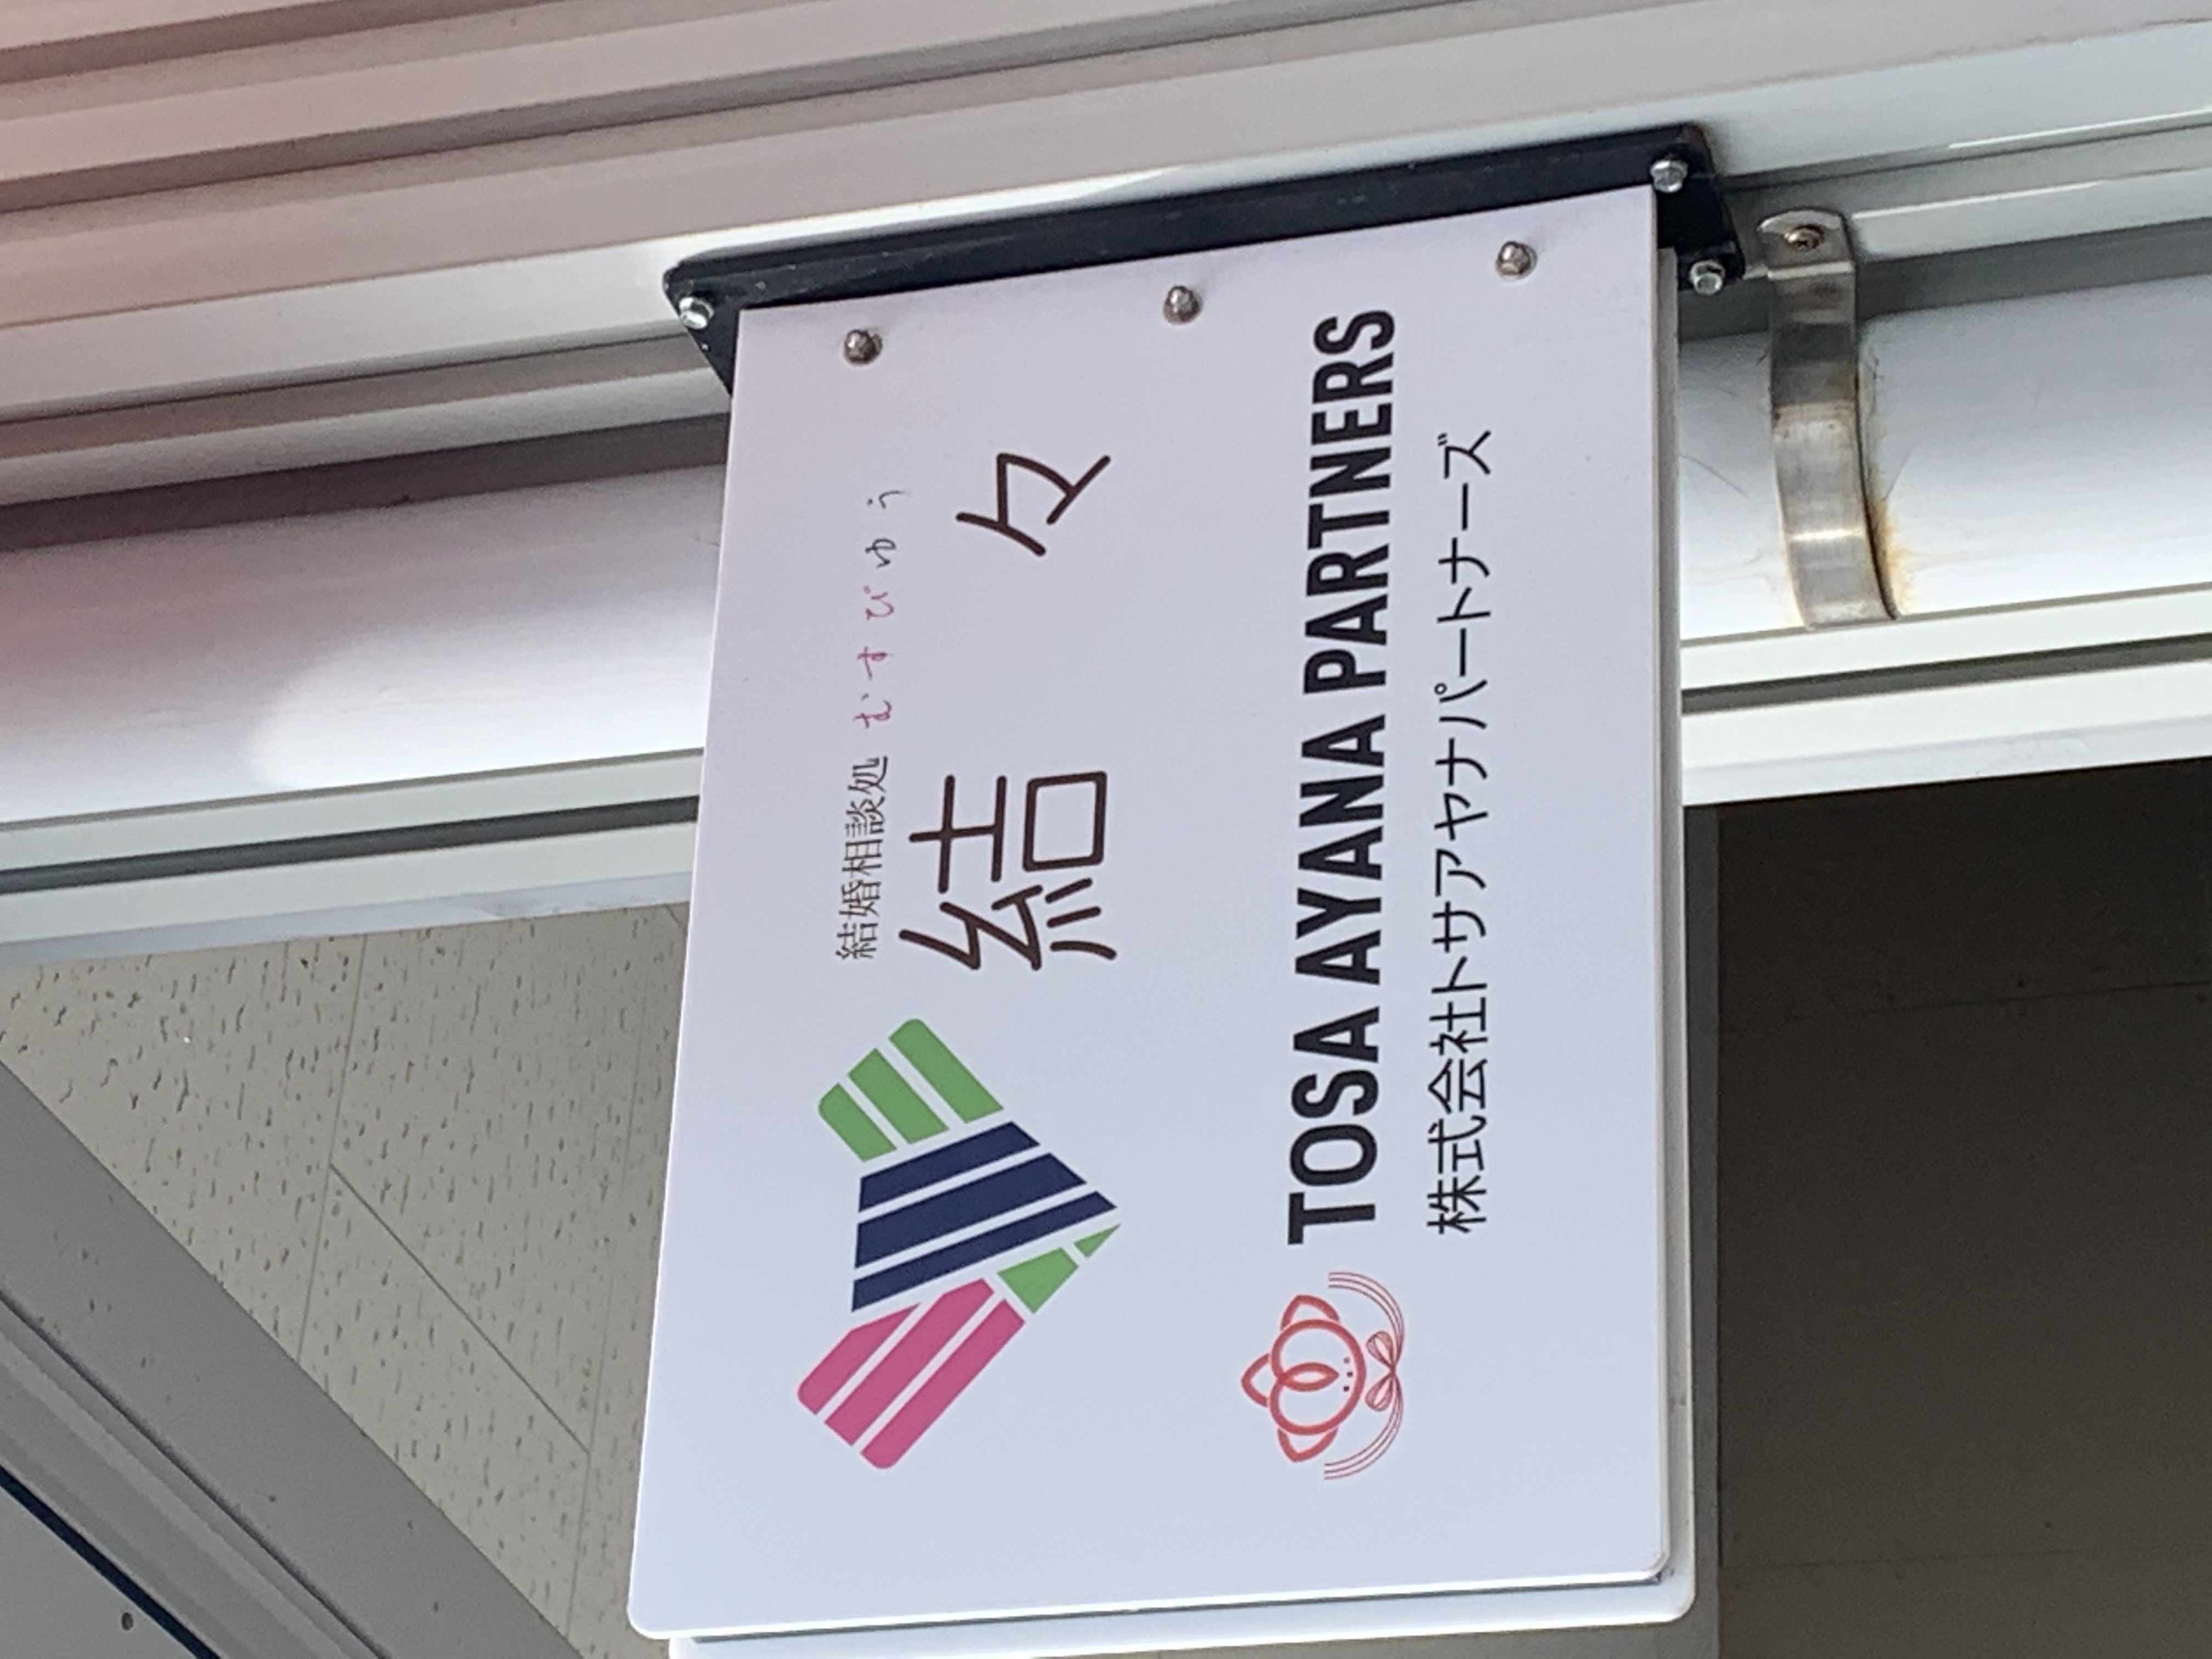 結婚相談処 むすびゆう
結々
TOSA AYANA PARTNERS
株式会社トサアヤナパートナーズ